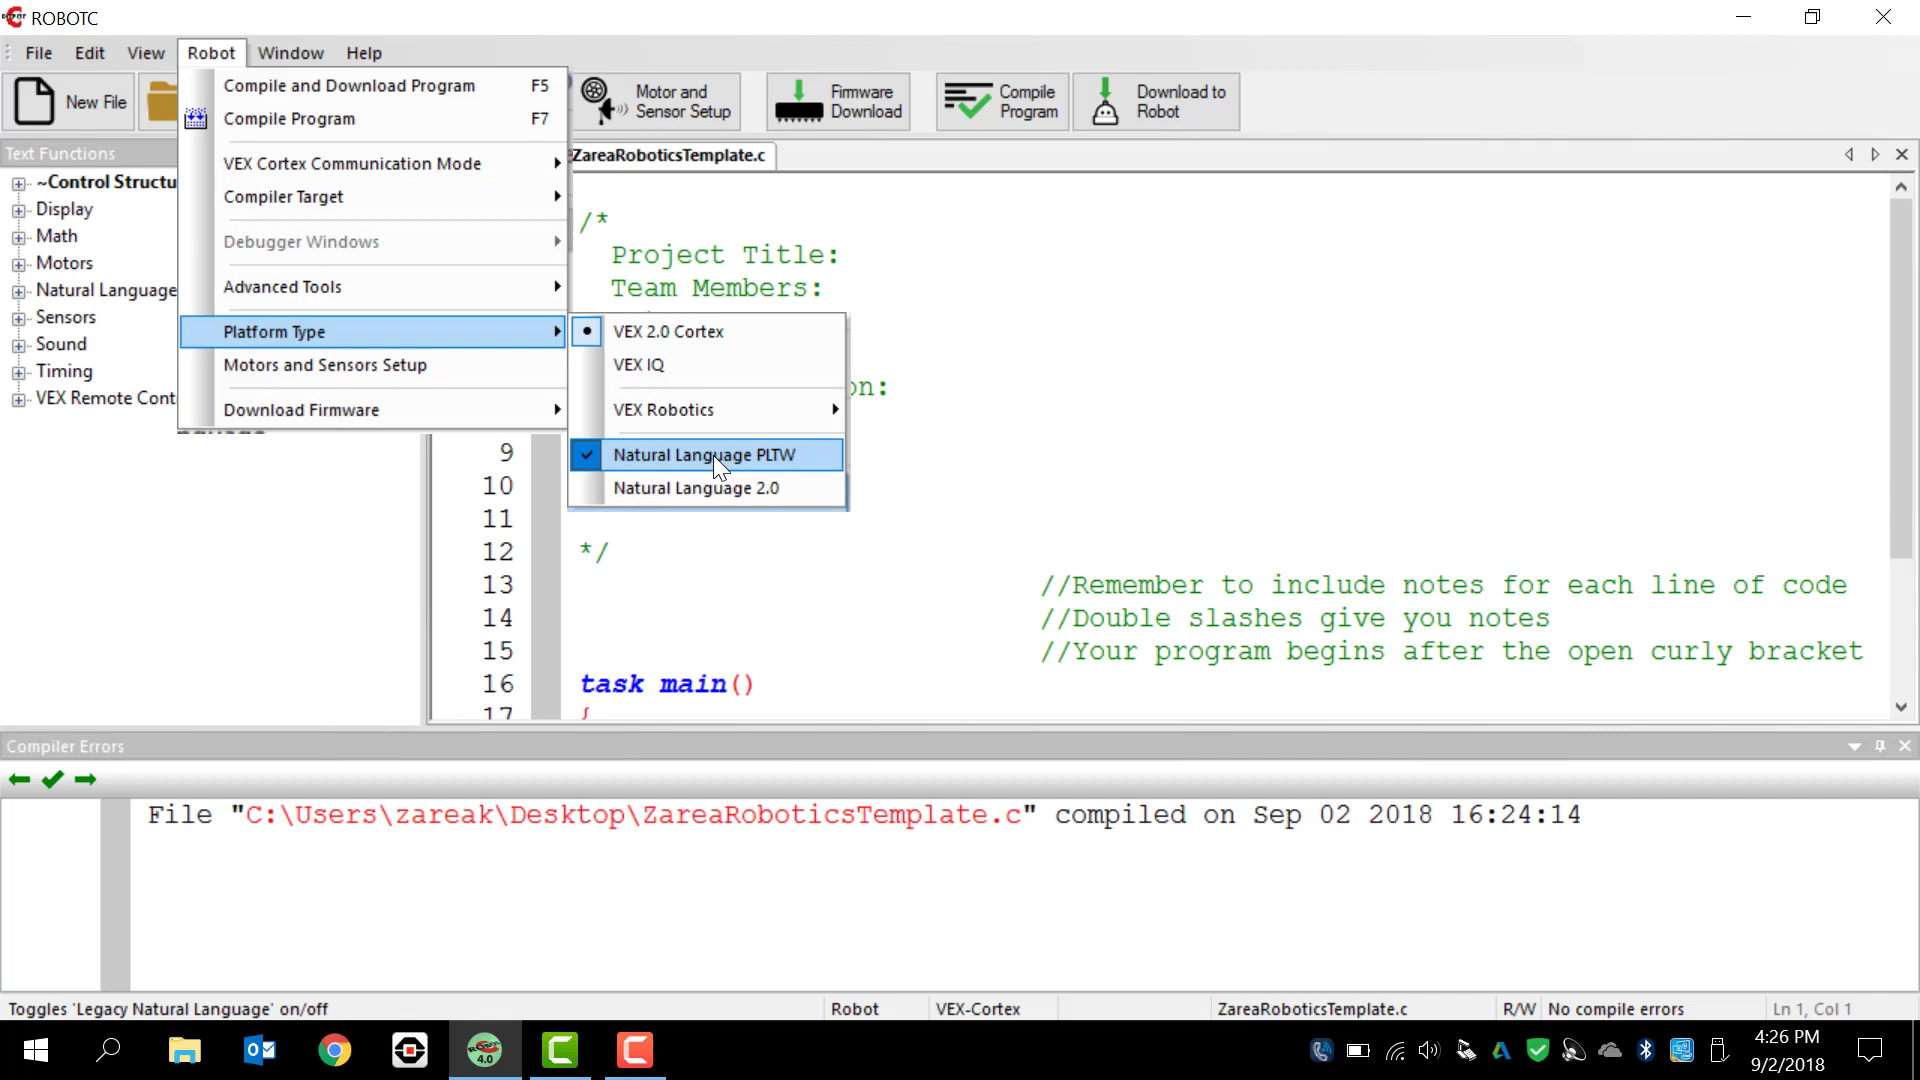 ROBOTC
File Edit View Robot Window Help
New File
Motor and Sensor Setup
Firmware Download
Compile Program
Download to Robot
Compile and Download Program F5
Compile Program F7
VEX Cortex Communication Mode
Compiler Target
Debugger Windows
Advanced Tools
Platform Type
Motors and Sensors Setup
Download Firmware
VEX 2.0 Cortex
VEX IQ
VEX Robotics
Natural Language PLTW
Natural Language 2.0
Text Functions
~Control Structu
Display
Math
Motors
Natural Language
Sensors
Sound
Timing
VEX Remote Cont
ZareaRoboticsTemplate.c
/*
Project Title:
Team Members:
on:
9
10
11
12 */
13 //Remember to include notes for each line of code
14 //Double slashes give you notes
15 //Your program begins after the open curly bracket
16 task main()
17 {
Compiler Errors
File "C:\Users\zareak\Desktop\ZareaRoboticsTemplate.c" compiled on Sep 02 2018 16:24:14
Toggles 'Legacy Natural Language' on/off Robot VEX-Cortex ZareaRoboticsTemplate.c R/W No compile errors Ln 1, Col 1
4.0
4:26 PM
9/2/2018